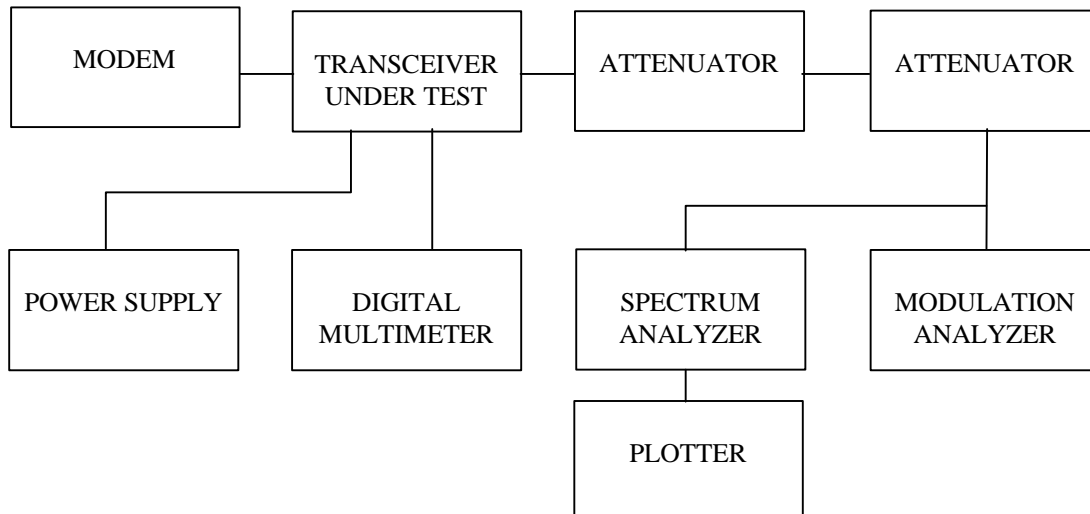 MODEM
TRANSCEIVER
UNDER TEST
ATTENUATOR
ATTENUATOR
POWER SUPPLY
DIGITAL
MULTIMETER
SPECTRUM
ANALYZER
MODULATION
ANALYZER
PLOTTER